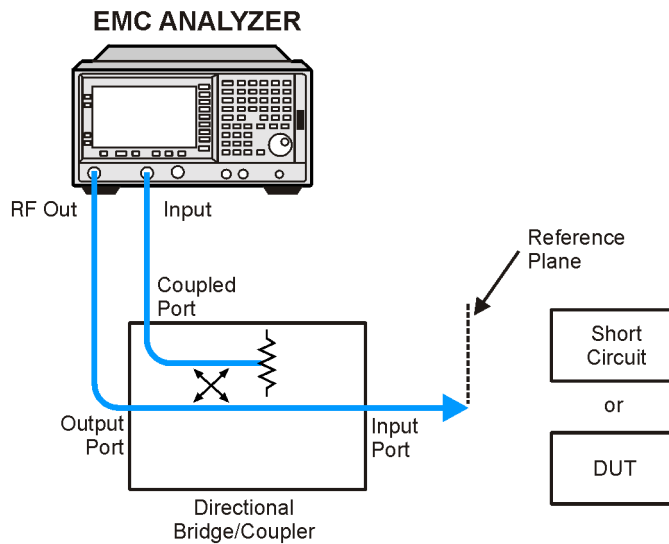 EMC ANALYZER
RF Out
Input
Reference
Plane
Coupled
Port
Short
Circuit
or
Output
Port
Input
Port
DUT
Directional
Bridge/Coupler